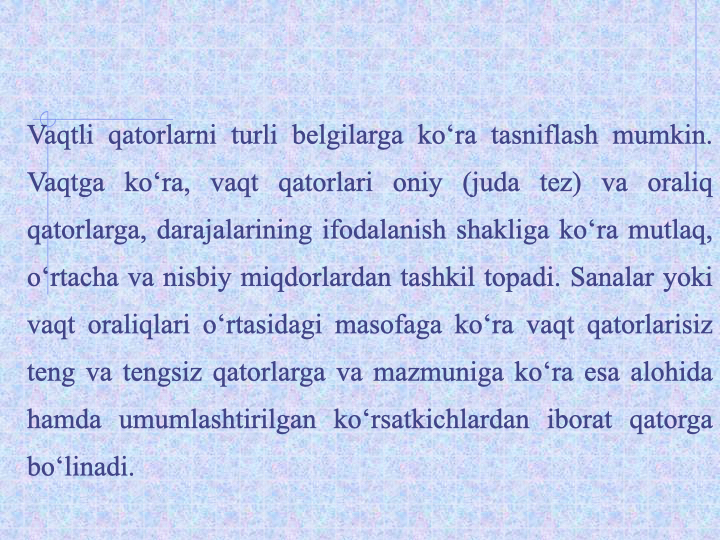 Vaqtli qatorlarni turli belgilarga ko‘ra tasniflash mumkin.
Vaqtga ko‘ra, vaqt qatorlari oniy (juda tez) va oraliq
qatorlarga, darajalarining ifodalanish shakliga ko‘ra mutlaq,
o‘rtacha va nisbiy miqdorlardan tashkil topadi. Sanalar yoki
vaqt oraliqlari o‘rtasidagi masofaga ko‘ra vaqt qatorlarisiz
teng va tengsiz qatorlarga va mazmuniga ko‘ra esa alohida
hamda umumlashtirilgan ko‘rsatkichlardan iborat qatorga
bo‘linadi.